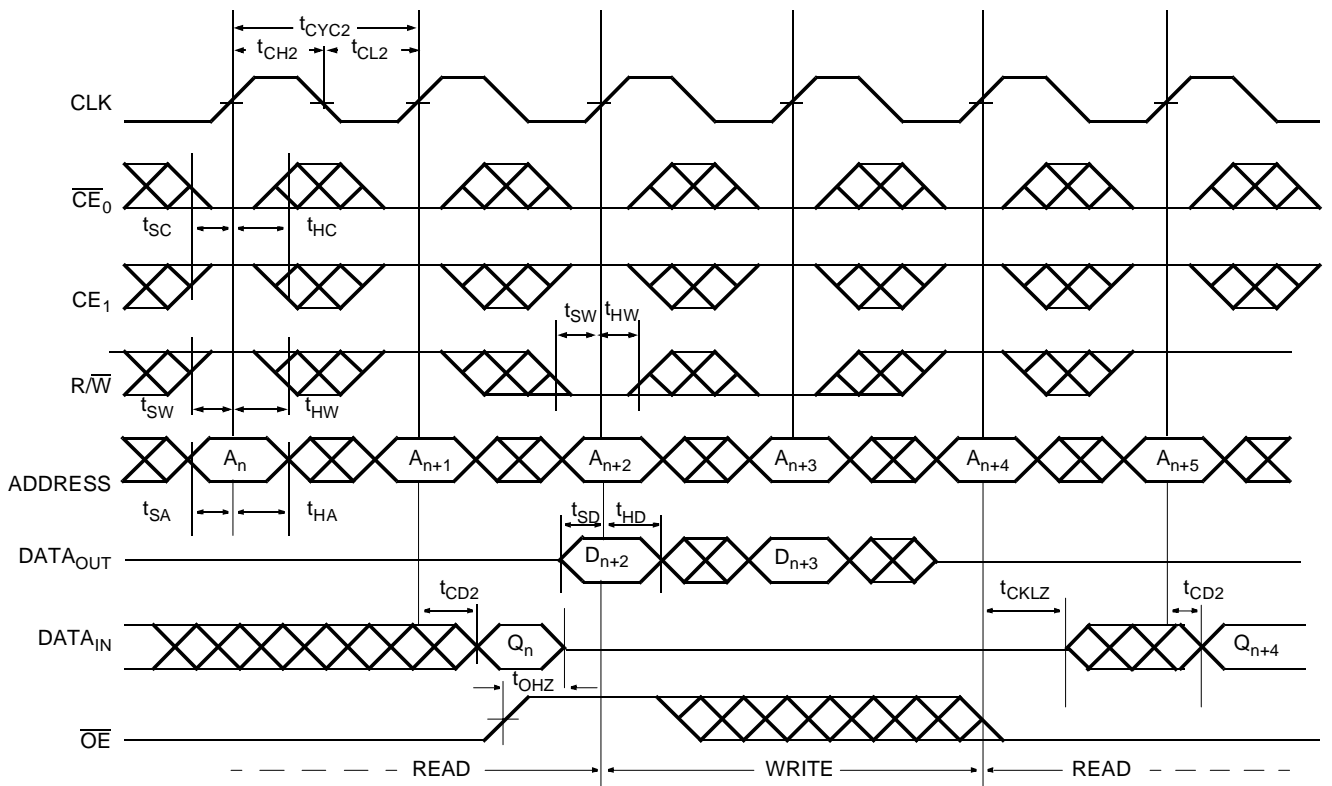 tCYC2
tCH2 tCL2
CLK
CE0
tSC tHC
CE1
tSW tHW
R/W
tSW tHW
An An+1 An+2 An+3 An+4 An+5
ADDRESS
tSA tHA tSD tHD
DATAOUT Dn+2 Dn+3
tCD2 tCKLZ tCD2
DATAIN Qn Qn+4
tOHZ
OE
READ WRITE READ